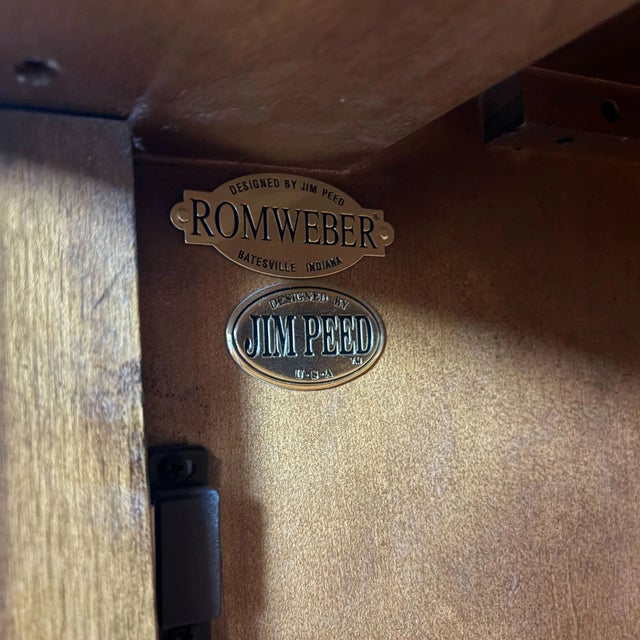 DESIGNED BY JIM PEED
ROMWEBER
BATESVILLE INDIANA
DESIGNED BY
JIM PEED
U-S-A